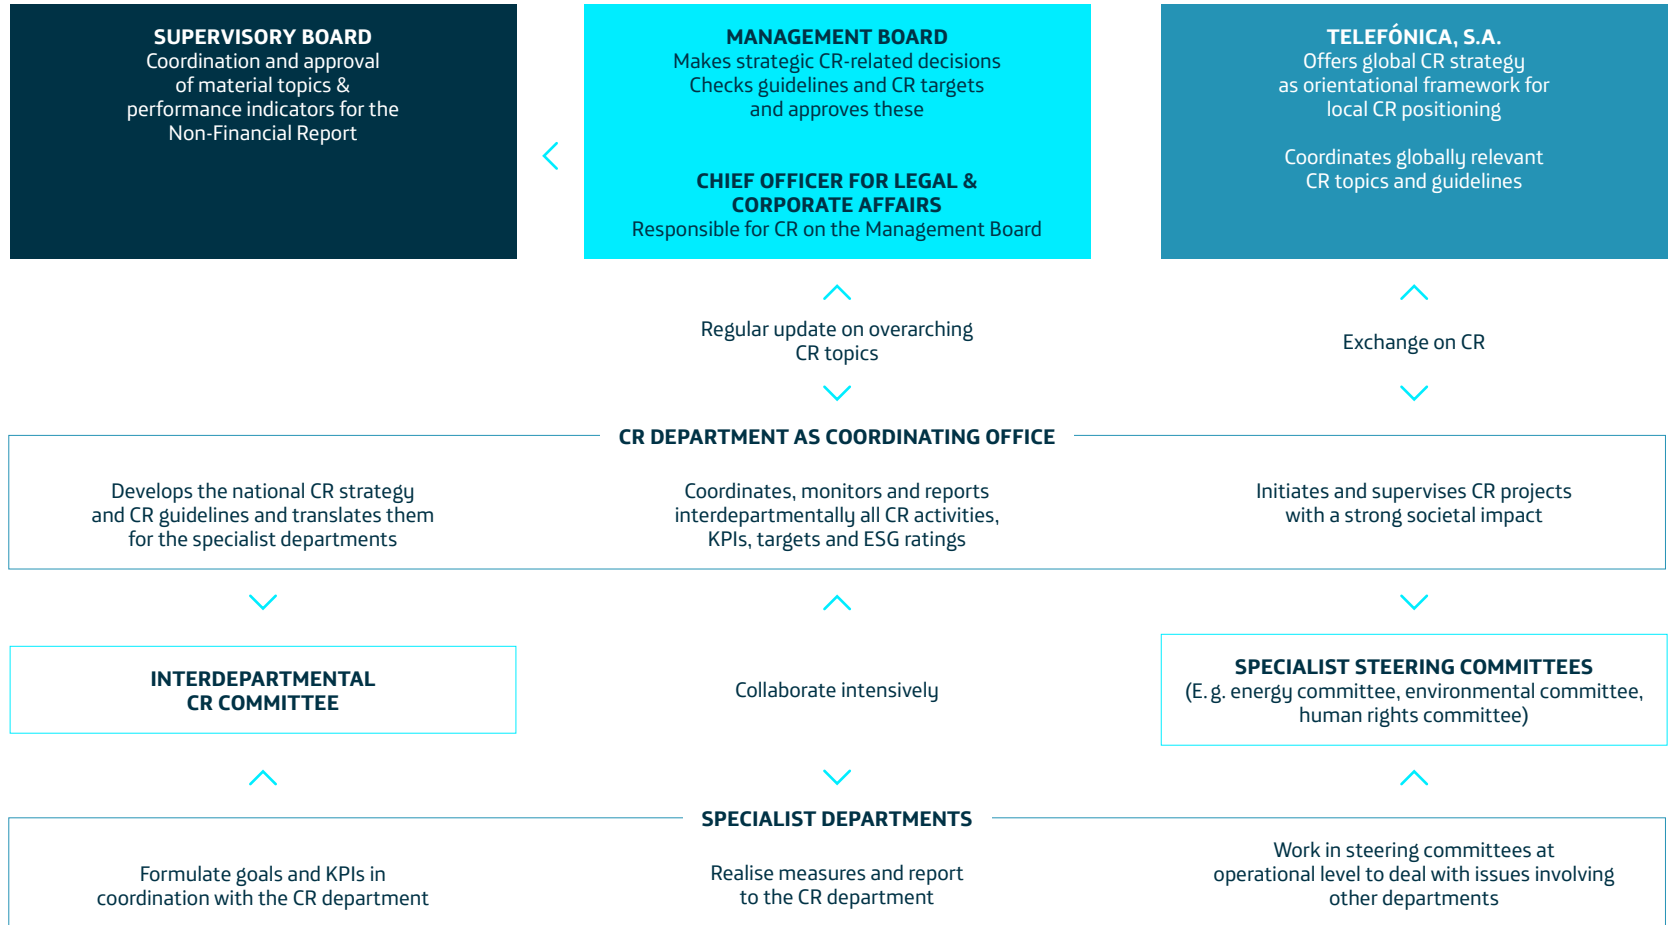 SUPERVISORY BOARD
Coordination and approval
of material topics &
performance indicators for the
Non-Financial Report
MANAGEMENT BOARD
Makes strategic CR-related decisions
Checks guidelines and CR targets
and approves these
CHIEF OFFICER FOR LEGAL &
CORPORATE AFFAIRS
Responsible for CR on the Management Board
TELEFÓNICA, S.A.
Offers global CR strategy
as orientational framework for
local CR positioning
Coordinates globally relevant
CR topics and guidelines
Regular update on overarching
CR topics
Exchange on CR
CR DEPARTMENT AS COORDINATING OFFICE
Develops the national CR strategy
and CR guidelines and translates them
for the specialist departments
Coordinates, monitors and reports
interdepartmentally all CR activities,
KPIs, targets and ESG ratings
Initiates and supervises CR projects
with a strong societal impact
INTERDEPARTMENTAL
CR COMMITTEE
Collaborate intensively
SPECIALIST STEERING COMMITTEES
(E. g. energy committee, environmental committee,
human rights committee)
SPECIALIST DEPARTMENTS
Formulate goals and KPIs in
coordination with the CR department
Realise measures and report
to the CR department
Work in steering committees at
operational level to deal with issues involving
other departments